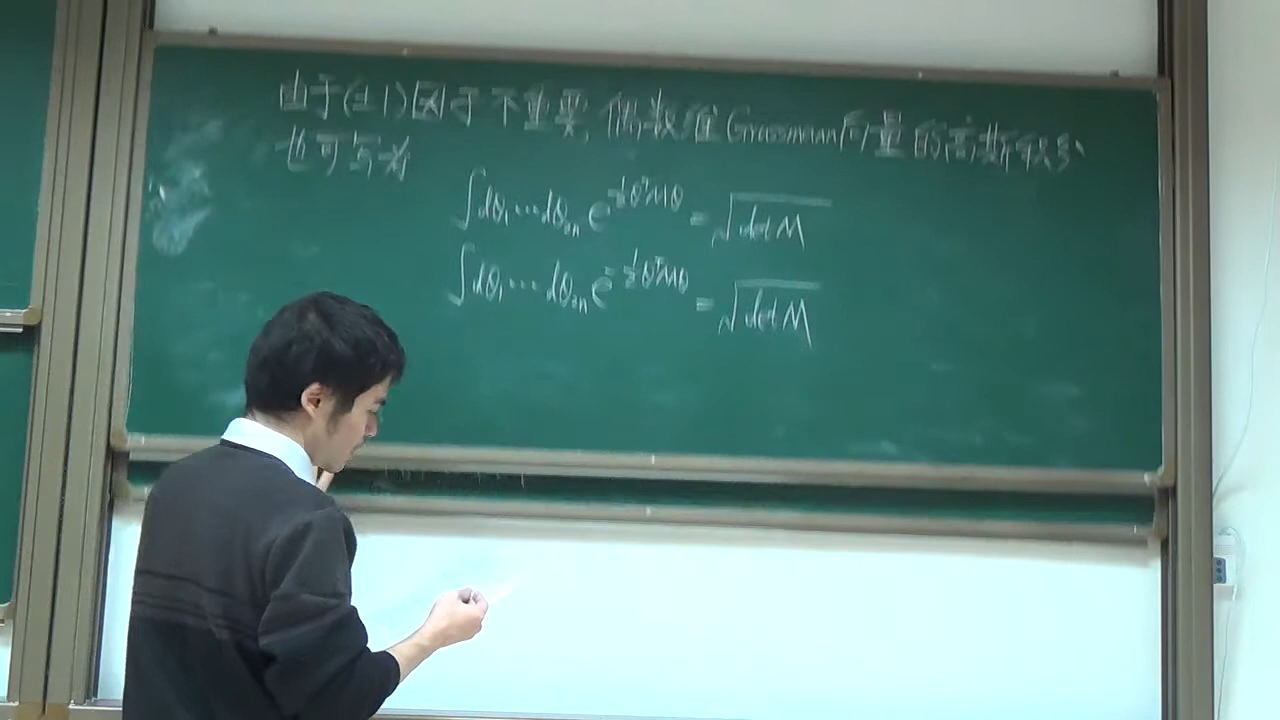 由于(±1)因子不重要,偶数维Grassmann向量的高斯积分
也可写为
∫dθ₁⋯dθ₂ₙ e^{½θᵀMθ} = √(det M)
∫dθ₁⋯dθ₂ₙ e^{-½θᵀMθ} = √(det M)